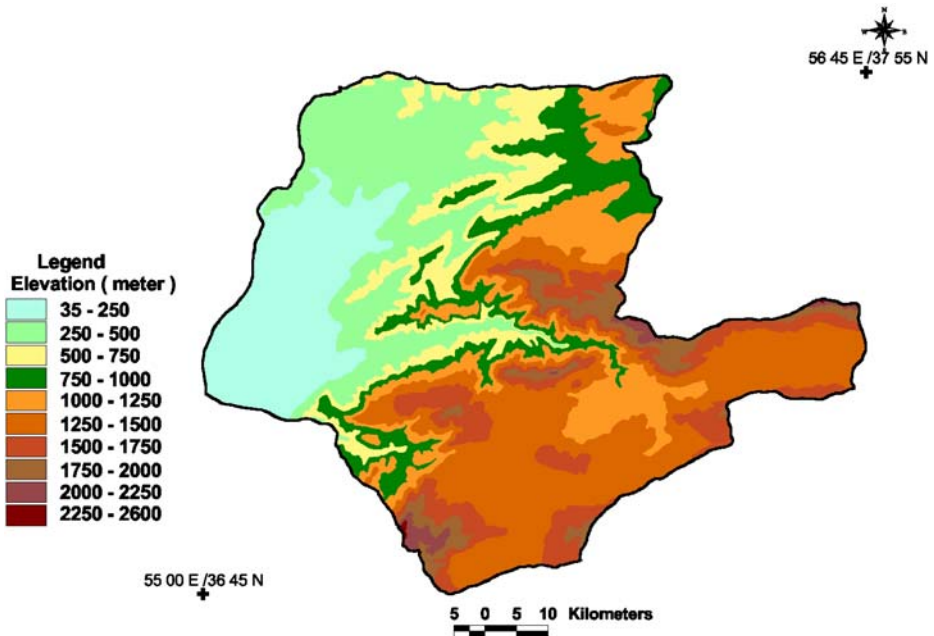 N
W E
S
56 45 E /37 55 N
Legend
Elevation ( meter )
35 - 250
250 - 500
500 - 750
750 - 1000
1000 - 1250
1250 - 1500
1500 - 1750
1750 - 2000
2000 - 2250
2250 - 2600
55 00 E /36 45 N
5 0 5 10 Kilometers